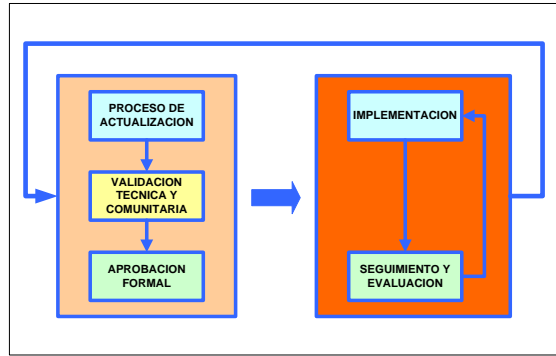 PROCESO DE
ACTUALIZACION
VALIDACION
TECNICA Y
COMUNITARIA
APROBACION
FORMAL
IMPLEMENTACION
SEGUIMIENTO Y
EVALUACION